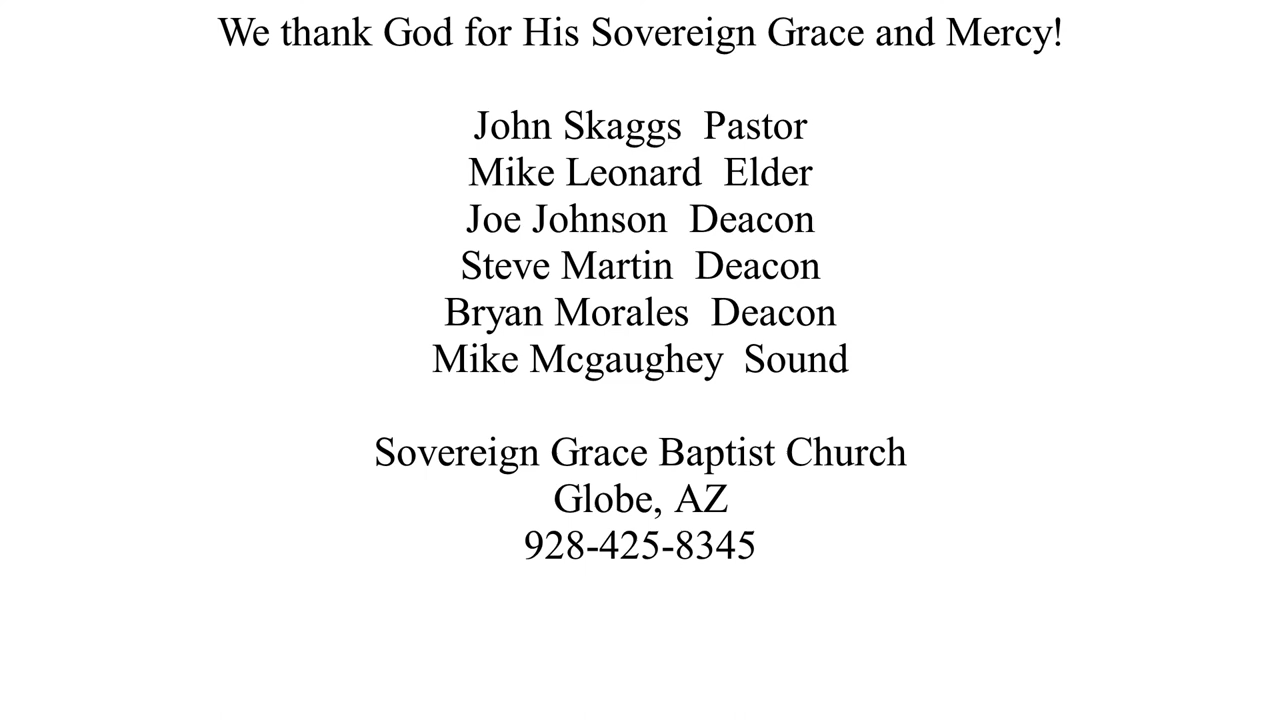 We thank God for His Sovereign Grace and Mercy!
John Skaggs  Pastor
Mike Leonard  Elder
Joe Johnson  Deacon
Steve Martin  Deacon
Bryan Morales  Deacon
Mike Mcgaughey  Sound
Sovereign Grace Baptist Church
Globe, AZ
928-425-8345